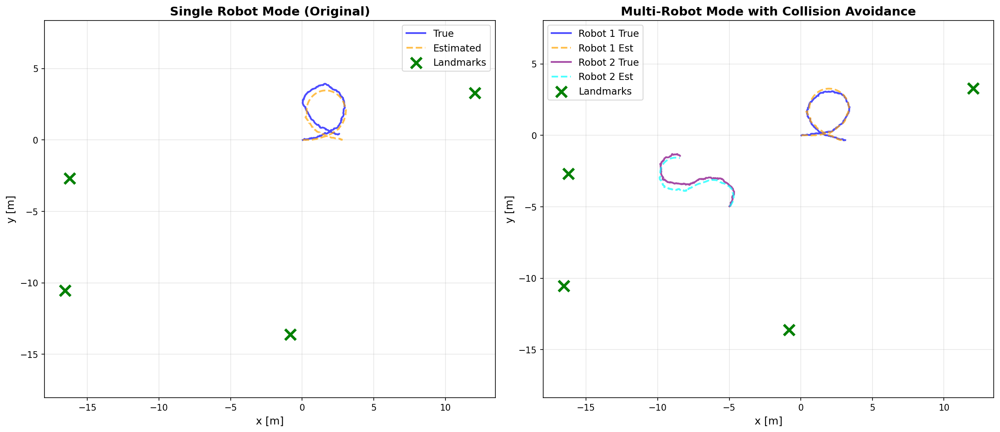 Single Robot Mode (Original)
True
Estimated
Landmarks
5
0
−5
−10
−15
y [m]
−15
−10
−5
0
5
10
x [m]
Multi-Robot Mode with Collision Avoidance
Robot 1 True
Robot 1 Est
Robot 2 True
Robot 2 Est
Landmarks
5
0
−5
−10
−15
y [m]
−15
−10
−5
0
5
10
x [m]